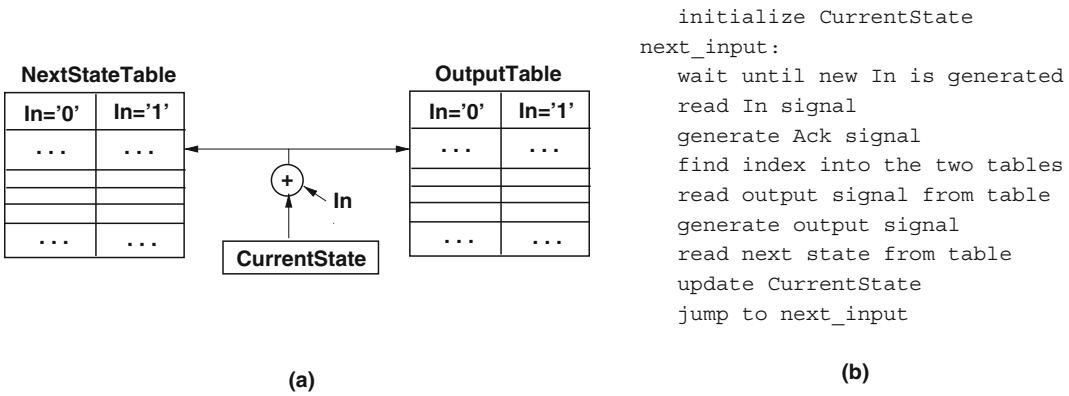 NextStateTable
In='0' In='1'
. . . . . .
. . . . . .
OutputTable
In='0' In='1'
. . . . . .
. . . . . .
+
In
CurrentState
(a)
initialize CurrentState
next_input:
wait until new In is generated
read In signal
generate Ack signal
find index into the two tables
read output signal from table
generate output signal
read next state from table
update CurrentState
jump to next_input
(b)